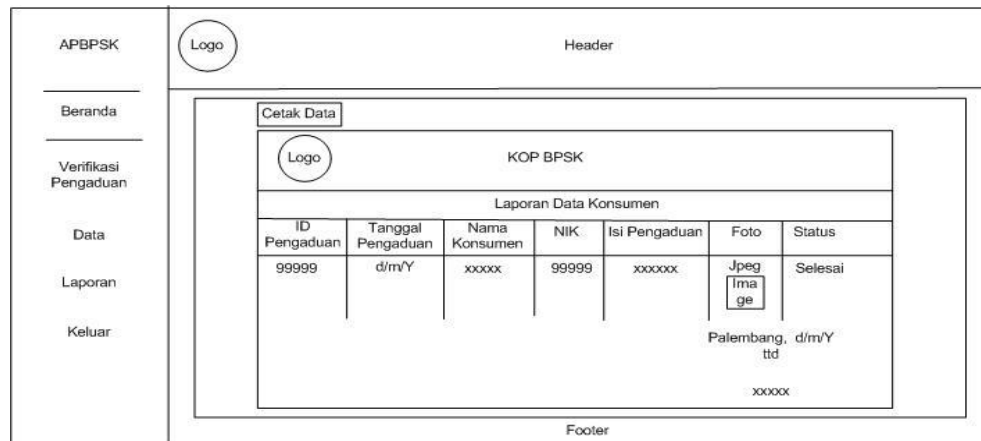 APBPSK
Beranda
Verifikasi
Pengaduan
Data
Laporan
Keluar
Logo
Header
Cetak Data
Logo
KOP BPSK
Laporan Data Konsumen
ID
Pengaduan
Tanggal
Pengaduan
Nama
Konsumen
NIK
Isi Pengaduan
Foto
Status
99999
d/m/Y
xxxxx
99999
xxxxxx
Jpeg
Ima
ge
Selesai
Palembang, d/m/Y
ttd
xxxxx
Footer